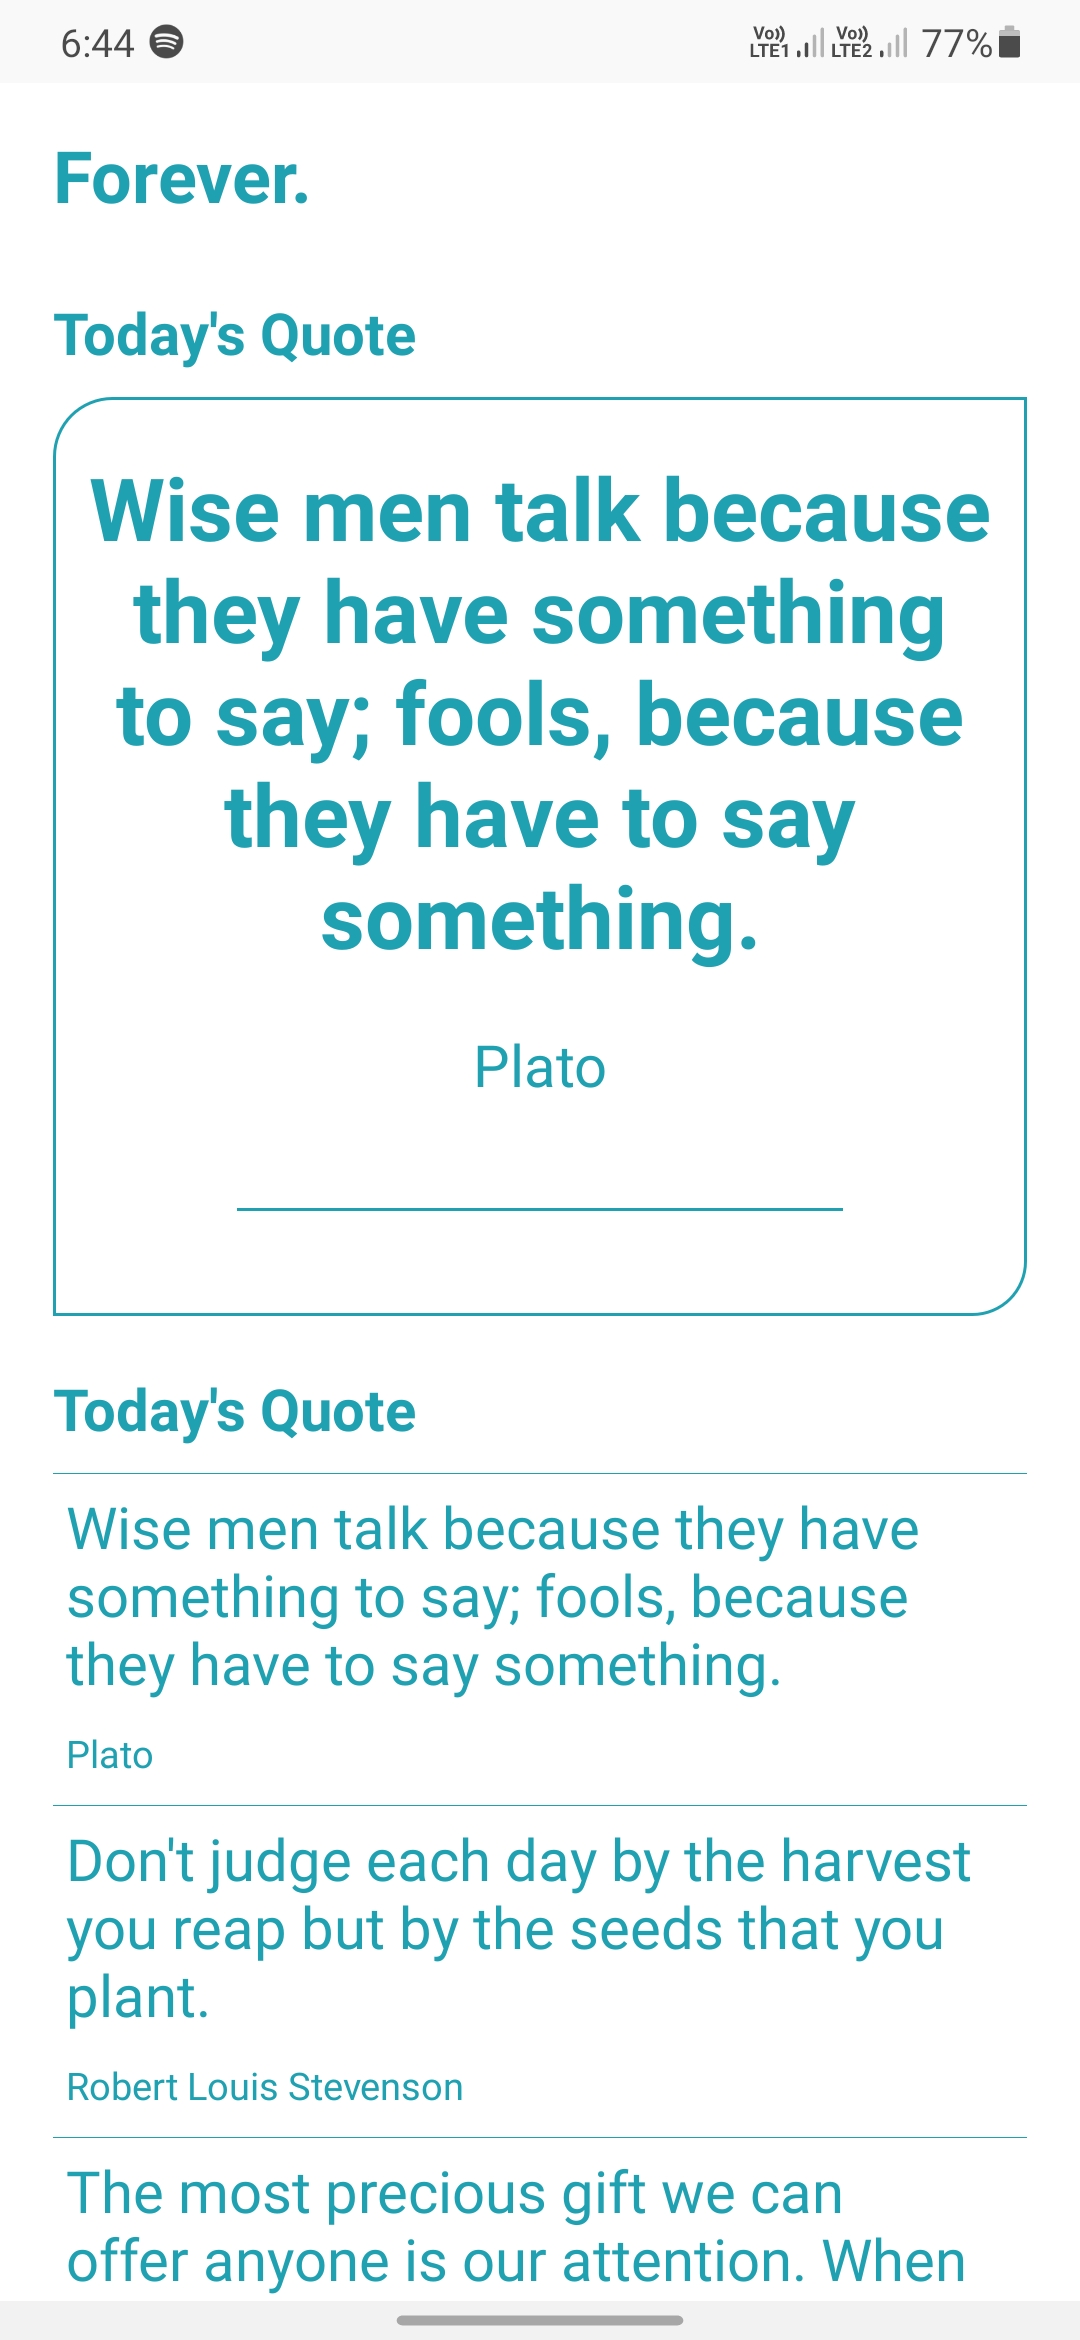 6:44 Vo)) LTE1 Vo)) LTE2 77%
Forever.
Today's Quote
Wise men talk because
they have something
to say; fools, because
they have to say
something.
Plato
Today's Quote
Wise men talk because they have
something to say; fools, because
they have to say something.
Plato
Don't judge each day by the harvest
you reap but by the seeds that you
plant.
Robert Louis Stevenson
The most precious gift we can
offer anyone is our attention. When